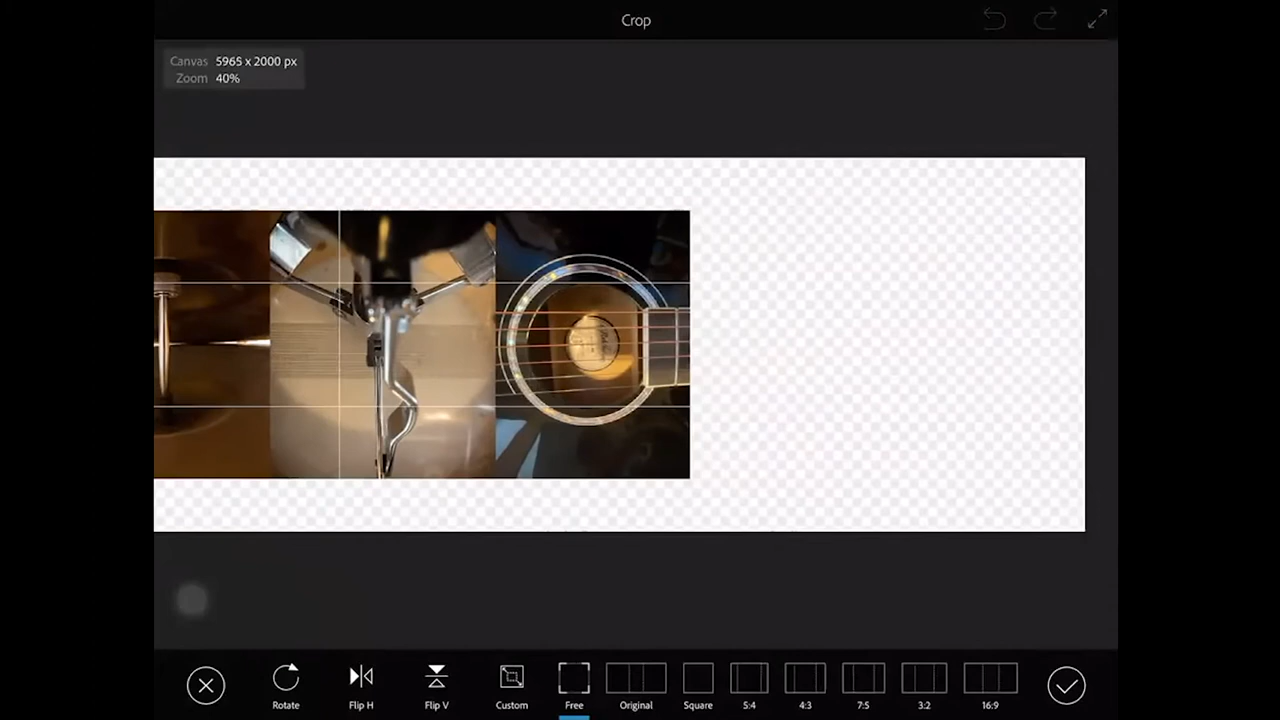 Crop
Canvas 5965 x 2000 px
Zoom 40%
Rotate
Flip H
Flip V
Custom
Free
Original
Square
5:4
4:3
7:5
3:2
16:9